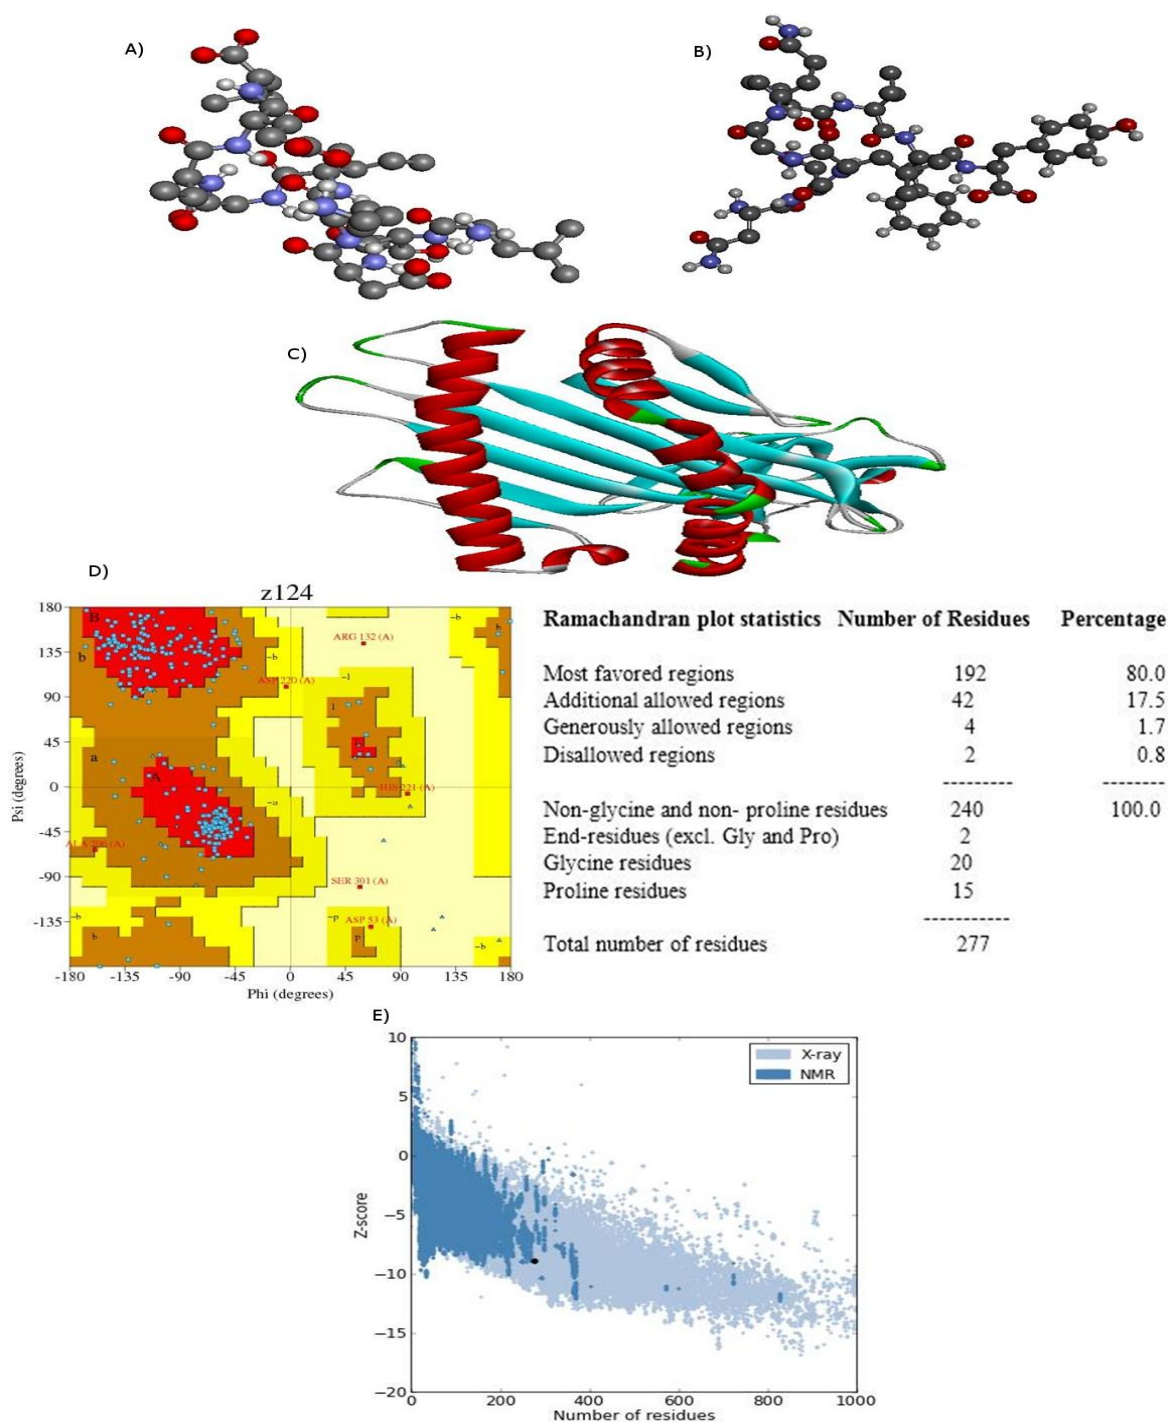 A)
B)
C)
D)
z124
180
135
90
45
0
-45
-90
-135
-180
-135
-90
-45
0
45
90
135
180
Psi (degrees)
Phi (degrees)
B
b
~b
~b
b
ARG 132 (A)
ASP 220 (A)
~l
l
a
A
HIS 221 (A)
~a
ALA 206 (A)
SER 301 (A)
~b
~p
ASP 53 (A)
b
p
~b
Ramachandran plot statistics Number of Residues Percentage
Most favored regions 192 80.0
Additional allowed regions 42 17.5
Generously allowed regions 4 1.7
Disallowed regions 2 0.8
---------- --------
Non-glycine and non- proline residues 240 100.0
End-residues (excl. Gly and Pro) 2
Glycine residues 20
Proline residues 15
------------
Total number of residues 277
E)
10
5
0
−5
−10
−15
−20
0
200
400
600
800
1000
Z-score
Number of residues
X-ray
NMR